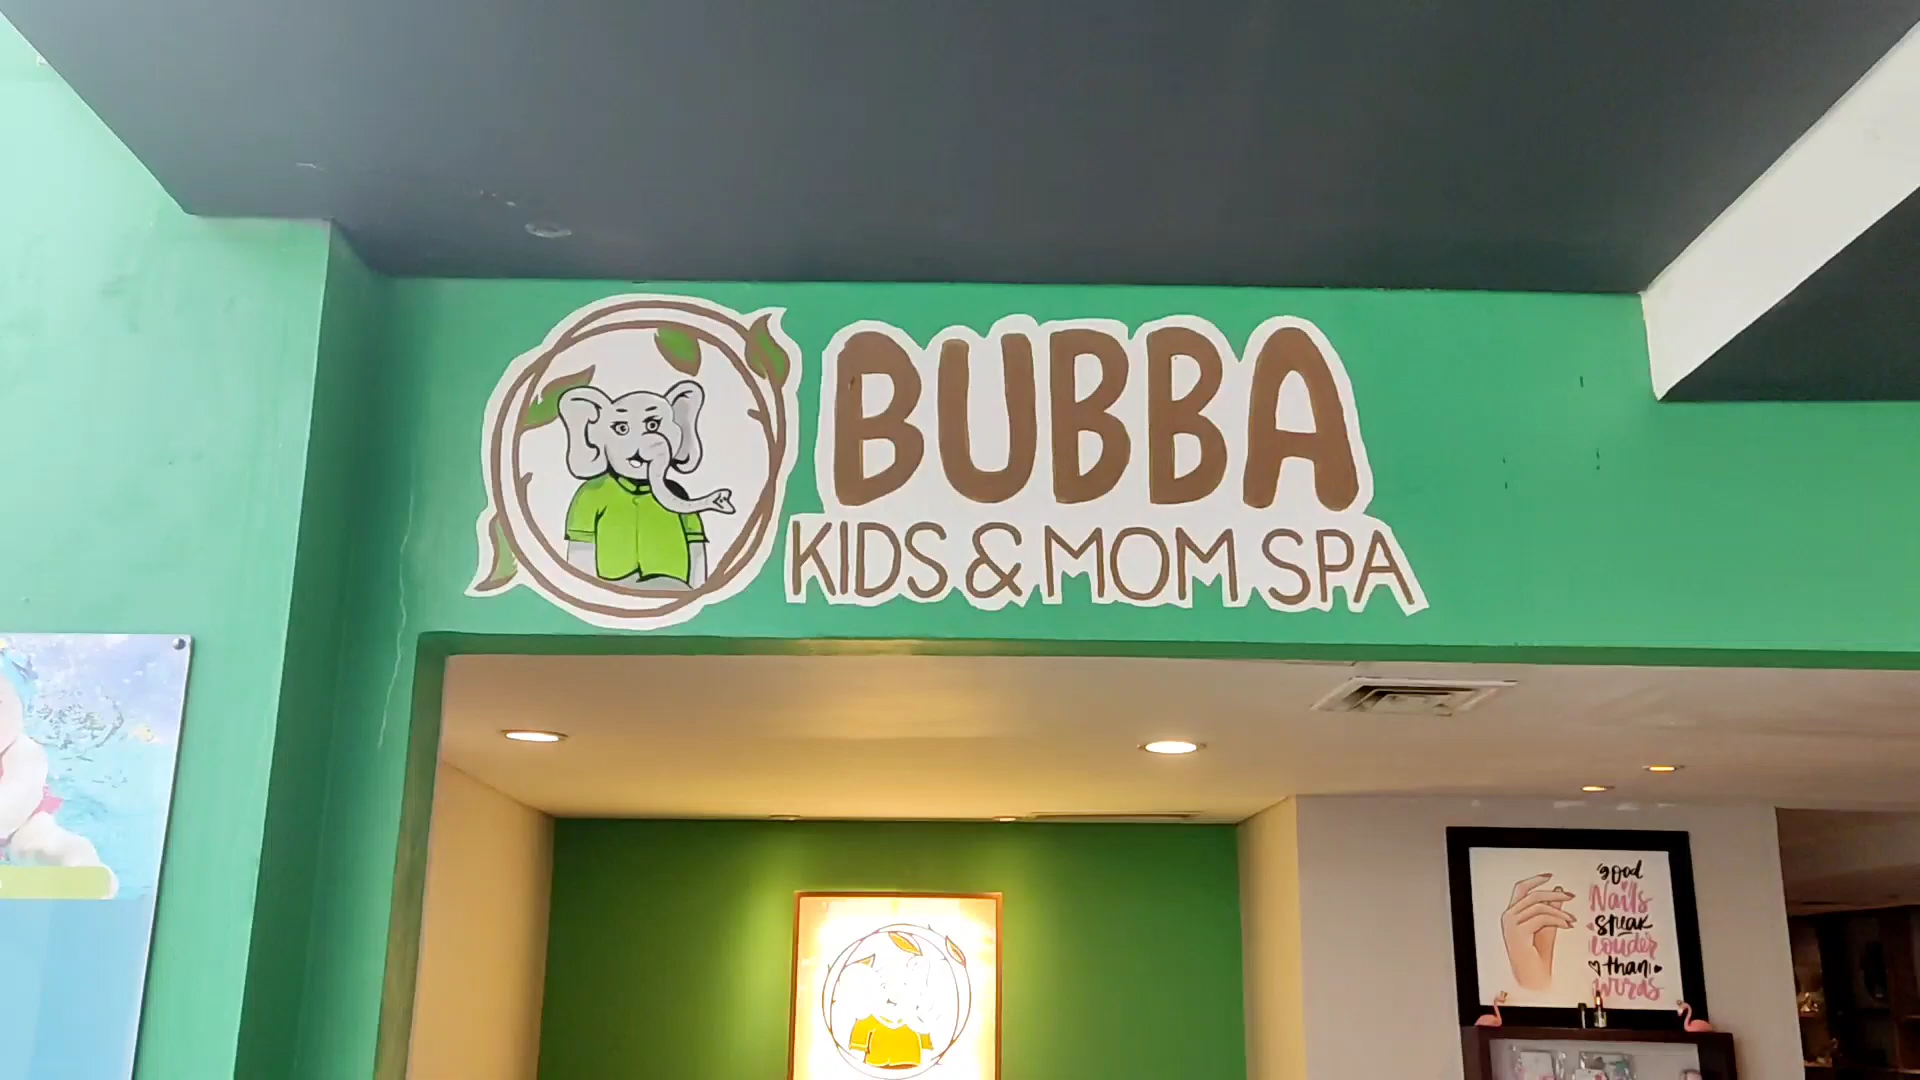 BUBBA
KIDS & MOM SPA
good
Nails
speak
louder
than
words